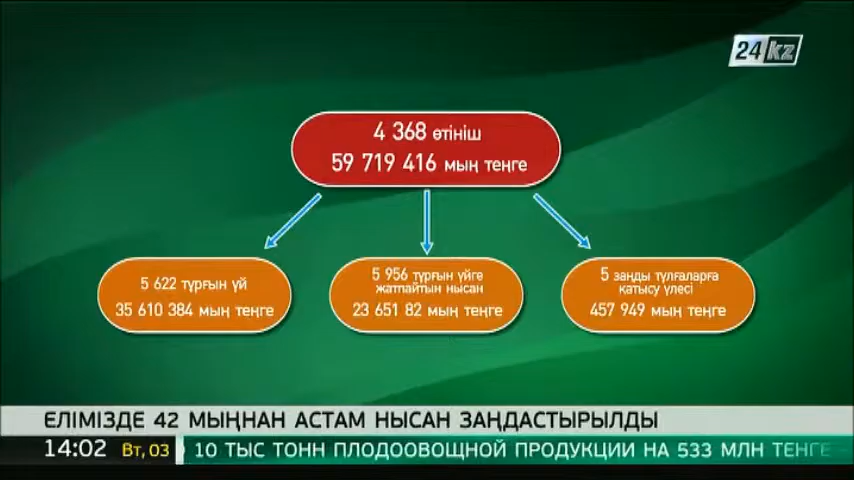 24kz
4 368 өтініш
59 719 416 мың теңге
5 622 тұрғын үй
35 610 384 мың теңге
5 956 тұрғын үйге
жатпайтын нысан
23 651 82 мың теңге
5 заңды тұлғаларға
қатысу үлесі
457 949 мың теңге
ЕЛІМІЗДЕ 42 МЫҢНАН АСТАМ НЫСАН ЗАҢДАСТЫРЫЛДЫ
14:02 Вт, 03 10 ТЫС ТОНН ПЛОДООВОЩНОЙ ПРОДУКЦИИ НА 533 МЛН ТЕНГЕ